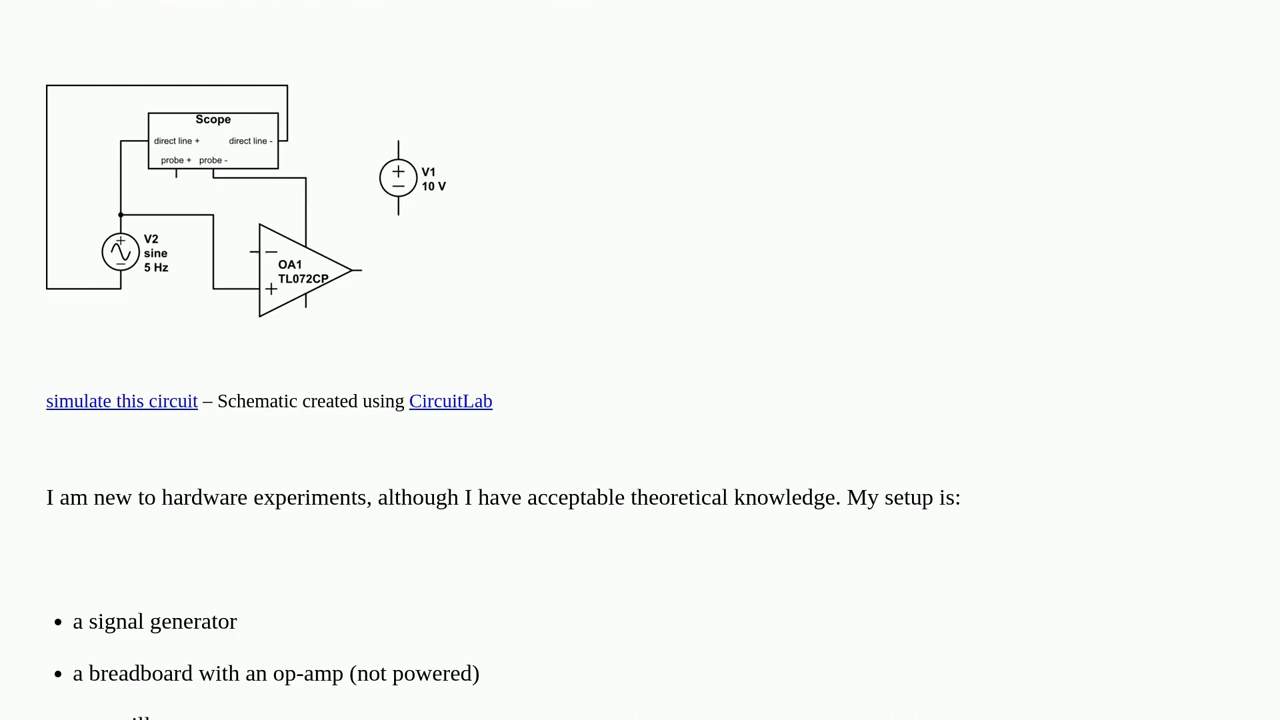 Scope
direct line + direct line -
probe + probe -
V1
10 V
V2
sine
5 Hz
OA1
TL072CP
simulate this circuit – Schematic created using CircuitLab
I am new to hardware experiments, although I have acceptable theoretical knowledge. My setup is:
• a signal generator
• a breadboard with an op-amp (not powered)